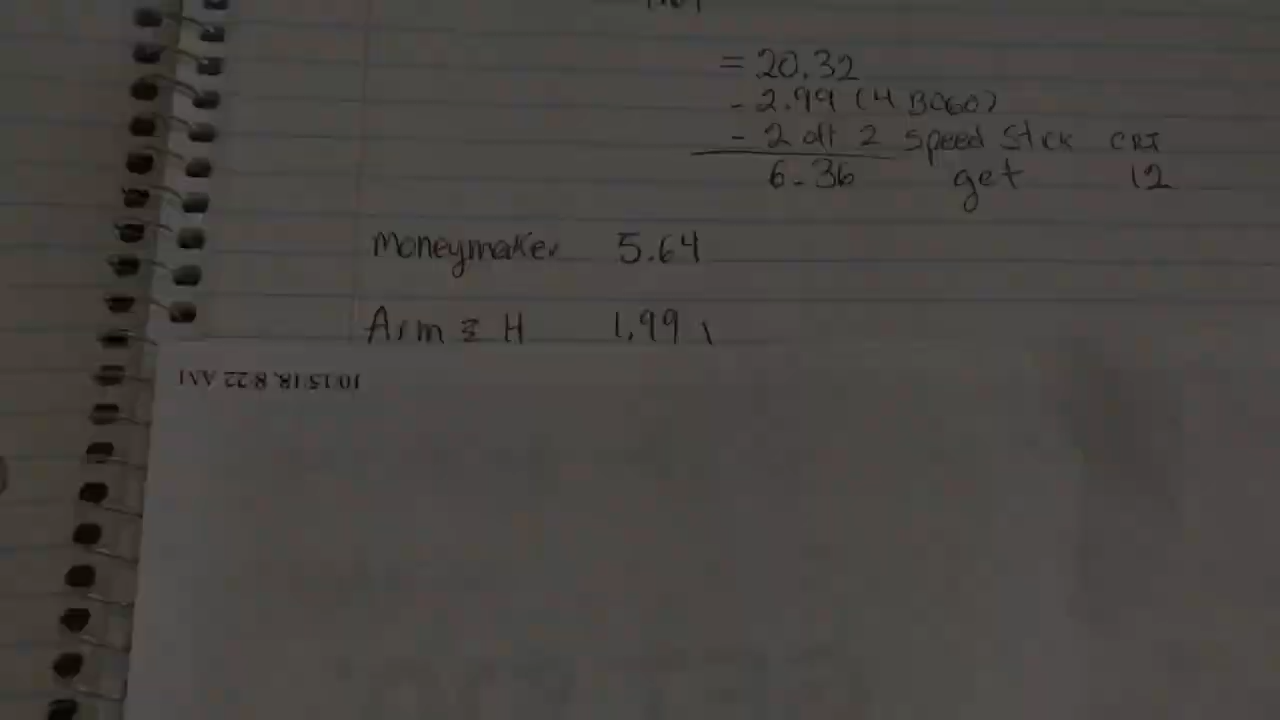 = 20.32
- 2.99 (4 BOGO)
- 2 off 2 Speed Stick CRT
6.36 get 12
Moneymaker 5.64
Arm & H 1.99
10/15/18, 8:22 AM